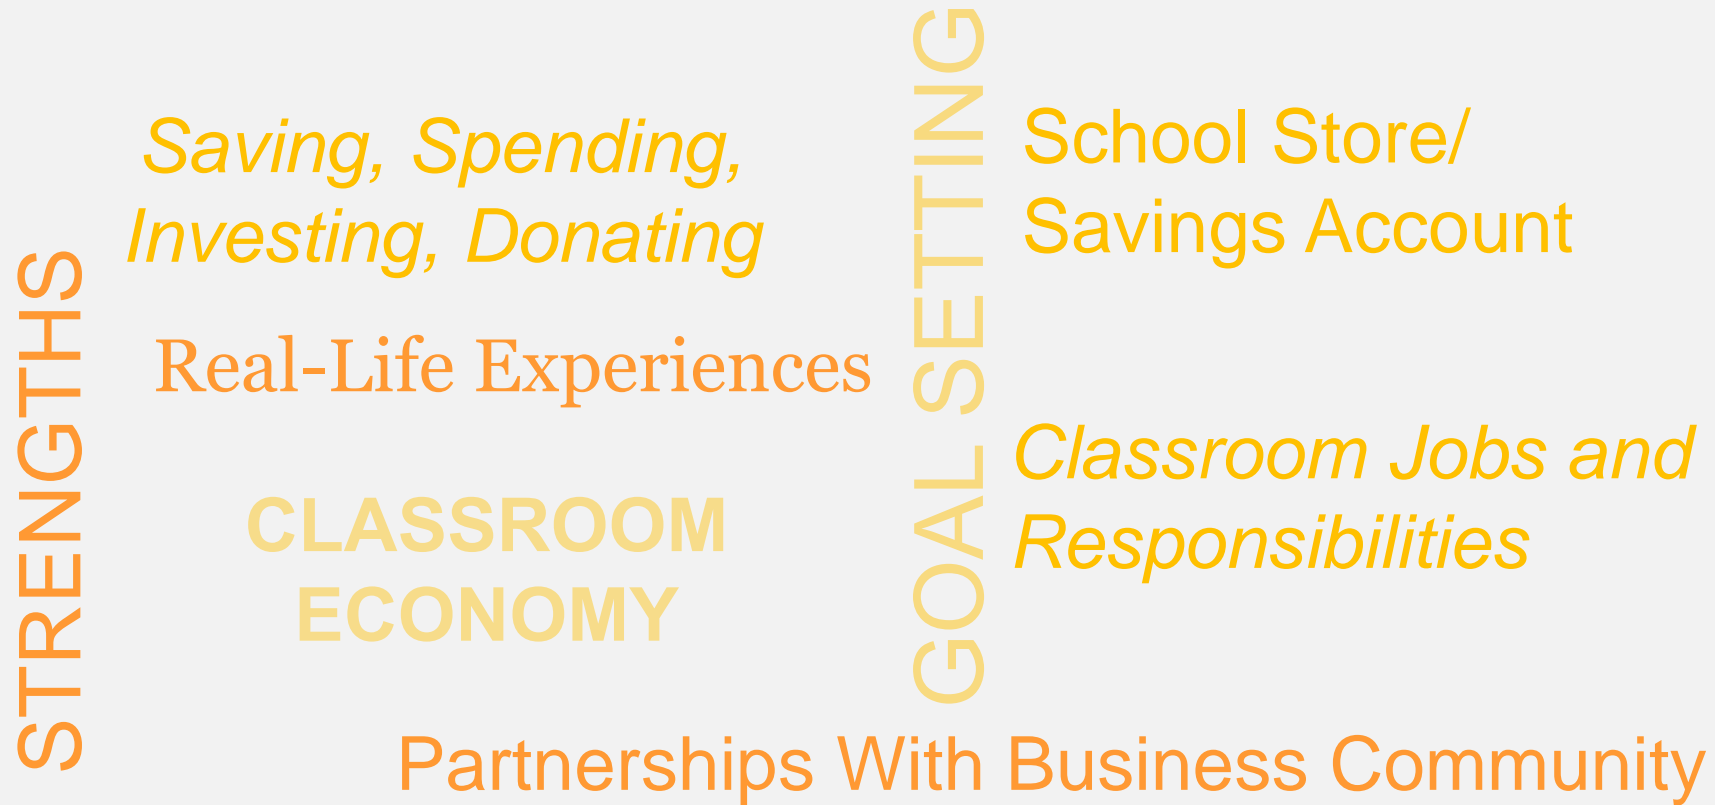 STRENGTHS
Saving, Spending,
Investing, Donating
Real-Life Experiences
CLASSROOM
ECONOMY
GOAL SETTING
School Store/
Savings Account
Classroom Jobs and
Responsibilities
Partnerships With Business Community